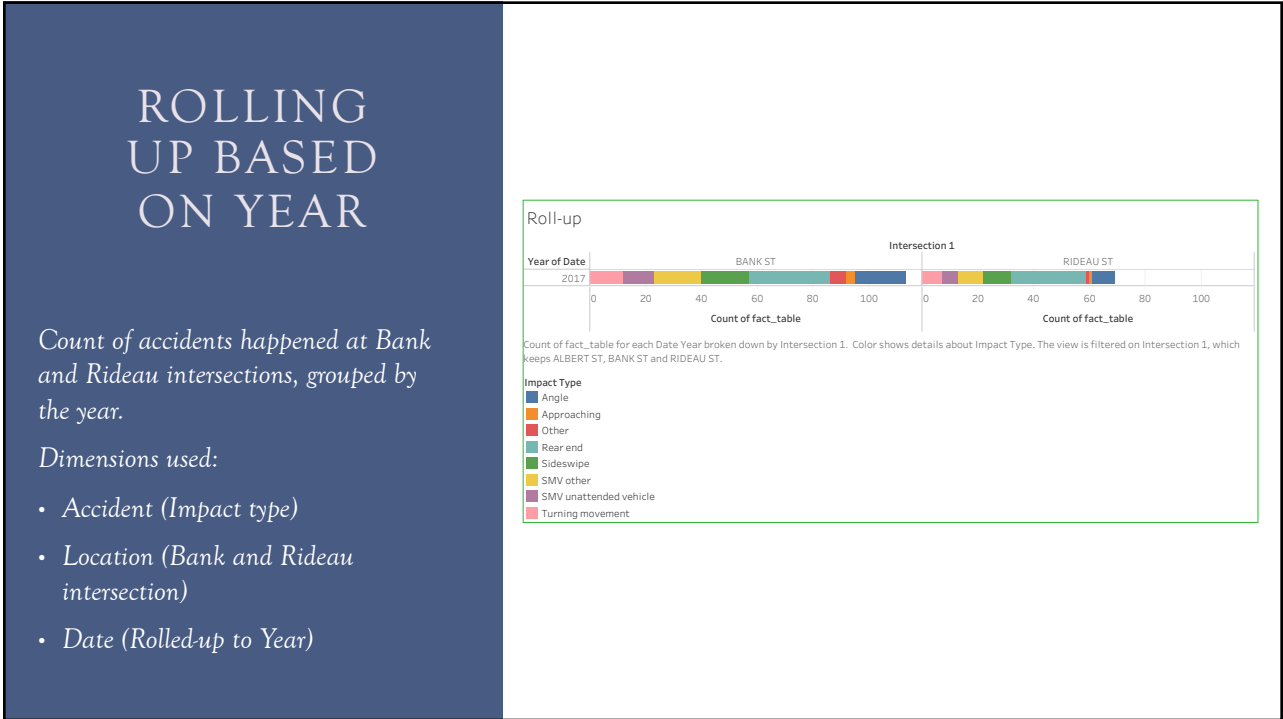 ROLLING
UP BASED
ON YEAR
Count of accidents happened at Bank
and Rideau intersections, grouped by
the year.
Dimensions used:
• Accident (Impact type)
• Location (Bank and Rideau
intersection)
• Date (Rolled-up to Year)
Roll-up
Intersection 1
Year of Date BANK ST RIDEAU ST
2017
0 20 40 60 80 100 0 20 40 60 80 100
Count of fact_table Count of fact_table
Count of fact_table for each Date Year broken down by Intersection 1. Color shows details about Impact Type. The view is filtered on Intersection 1, which
keeps ALBERT ST, BANK ST and RIDEAU ST.
Impact Type
Angle
Approaching
Other
Rear end
Sideswipe
SMV other
SMV unattended vehicle
Turning movement